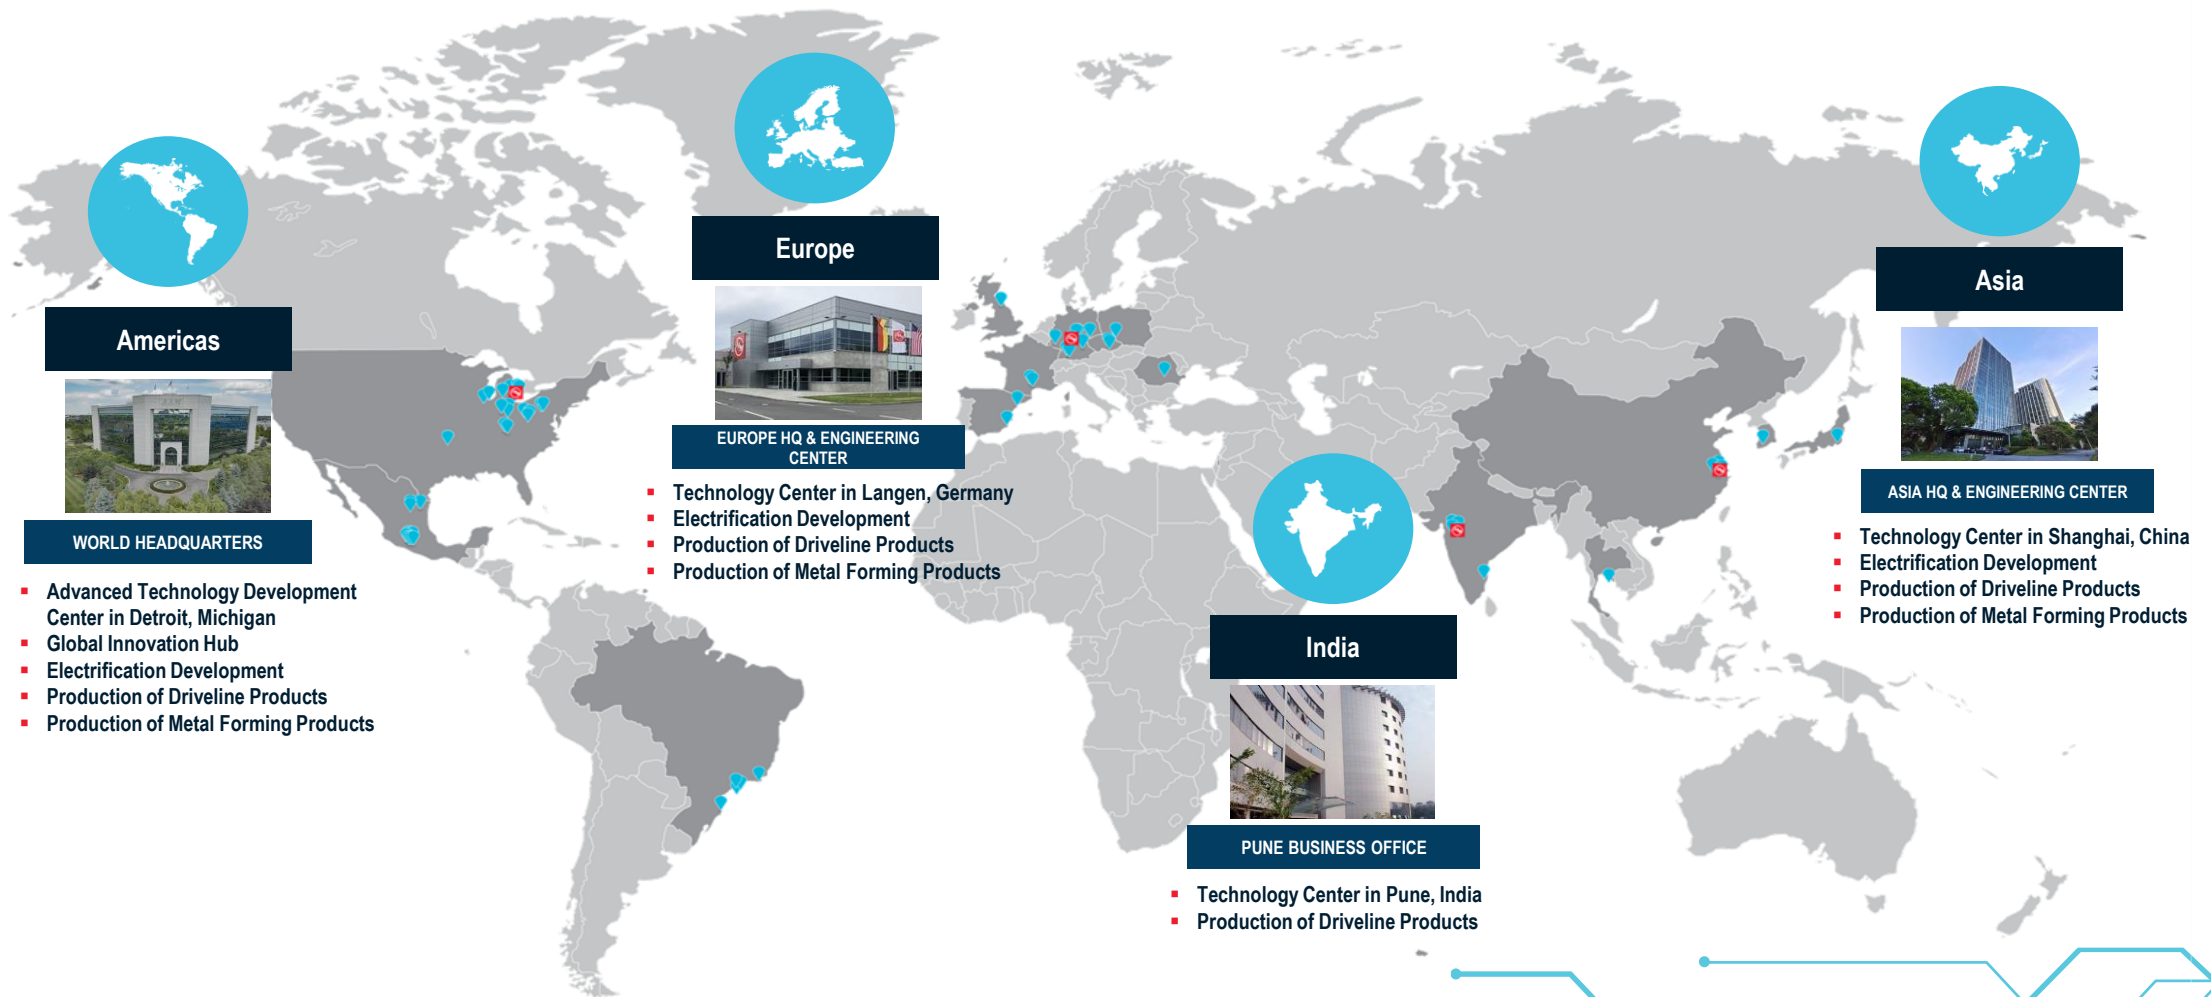 Americas
WORLD HEADQUARTERS
▪ Advanced Technology Development
Center in Detroit, Michigan
▪ Global Innovation Hub
▪ Electrification Development
▪ Production of Driveline Products
▪ Production of Metal Forming Products
Europe
EUROPE HQ & ENGINEERING
CENTER
▪ Technology Center in Langen, Germany
▪ Electrification Development
▪ Production of Driveline Products
▪ Production of Metal Forming Products
India
PUNE BUSINESS OFFICE
▪ Technology Center in Pune, India
▪ Production of Driveline Products
Asia
ASIA HQ & ENGINEERING CENTER
▪ Technology Center in Shanghai, China
▪ Electrification Development
▪ Production of Driveline Products
▪ Production of Metal Forming Products